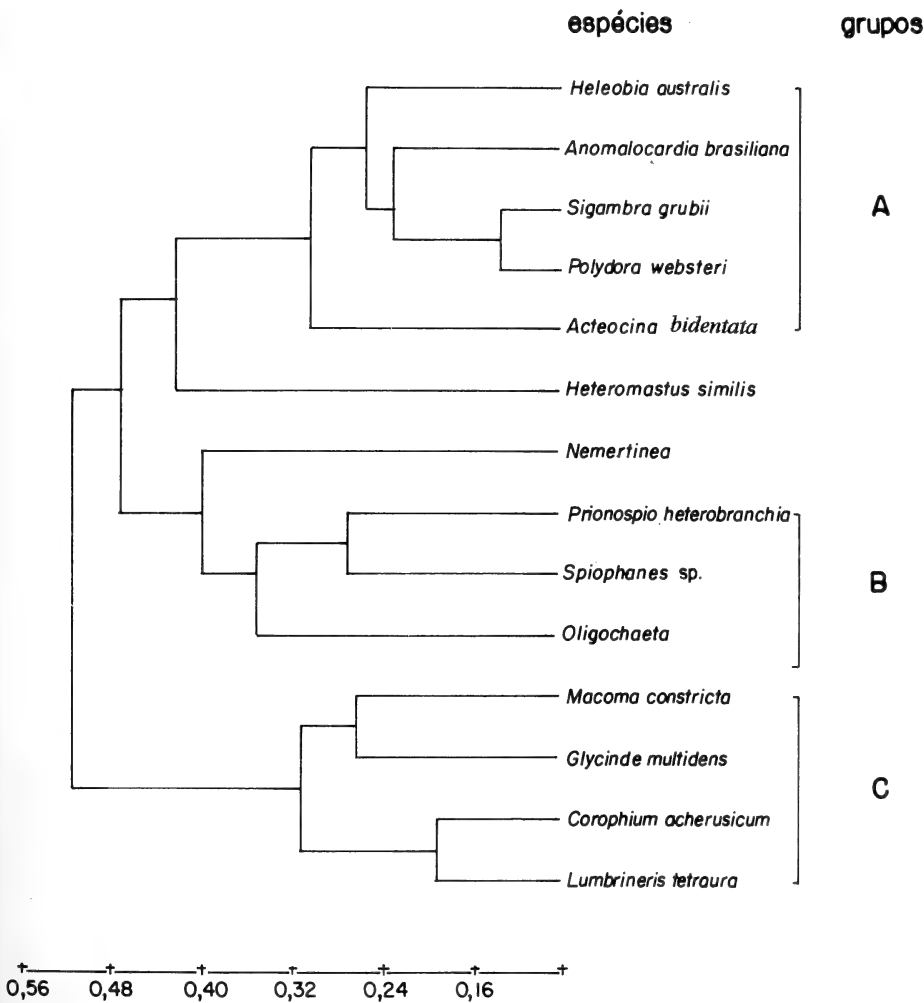 espécies grupos
Heleobia australis
Anomalocardia brasiliana
Sigambra grubii
A
Polydora websteri
Acteocina bidentata
Heteromastus similis
Nemertinea
Prionospio heterobranchia
Spiophanes sp.
B
Oligochaeta
Macoma constricta
Glycinde multidens
C
Corophium acherusicum
Lumbrineris tetraura
0,56 0,48 0,40 0,32 0,24 0,16